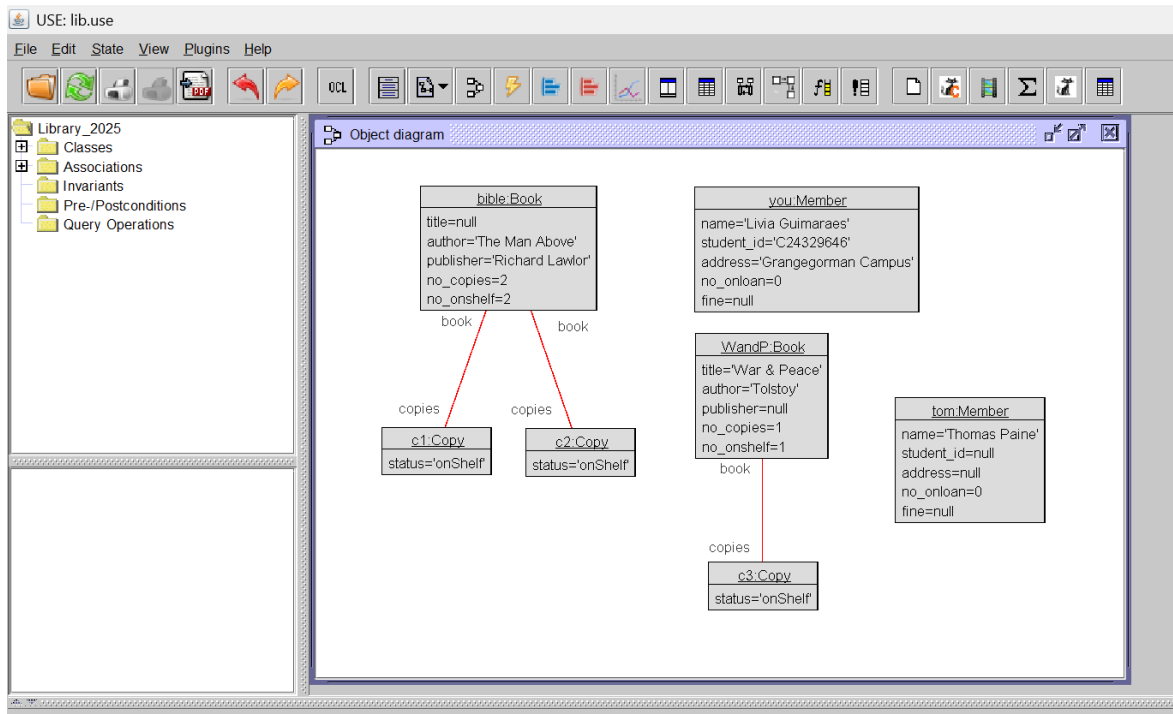 USE: lib.use
File Edit State View Plugins Help
OCL
Library_2025
Classes
Associations
Invariants
Pre-/Postconditions
Query Operations
Object diagram
bible:Book
title=null
author='The Man Above'
publisher='Richard Lawlor'
no_copies=2
no_onshelf=2
book
book
copies
copies
c1:Copy
status='onShelf'
c2:Copy
status='onShelf'
you:Member
name='Livia Guimaraes'
student_id='C24329646'
address='Grangegorman Campus'
no_onloan=0
fine=null
WandP:Book
title='War & Peace'
author='Tolstoy'
publisher=null
no_copies=1
no_onshelf=1
book
copies
c3:Copy
status='onShelf'
tom:Member
name='Thomas Paine'
student_id=null
address=null
no_onloan=0
fine=null